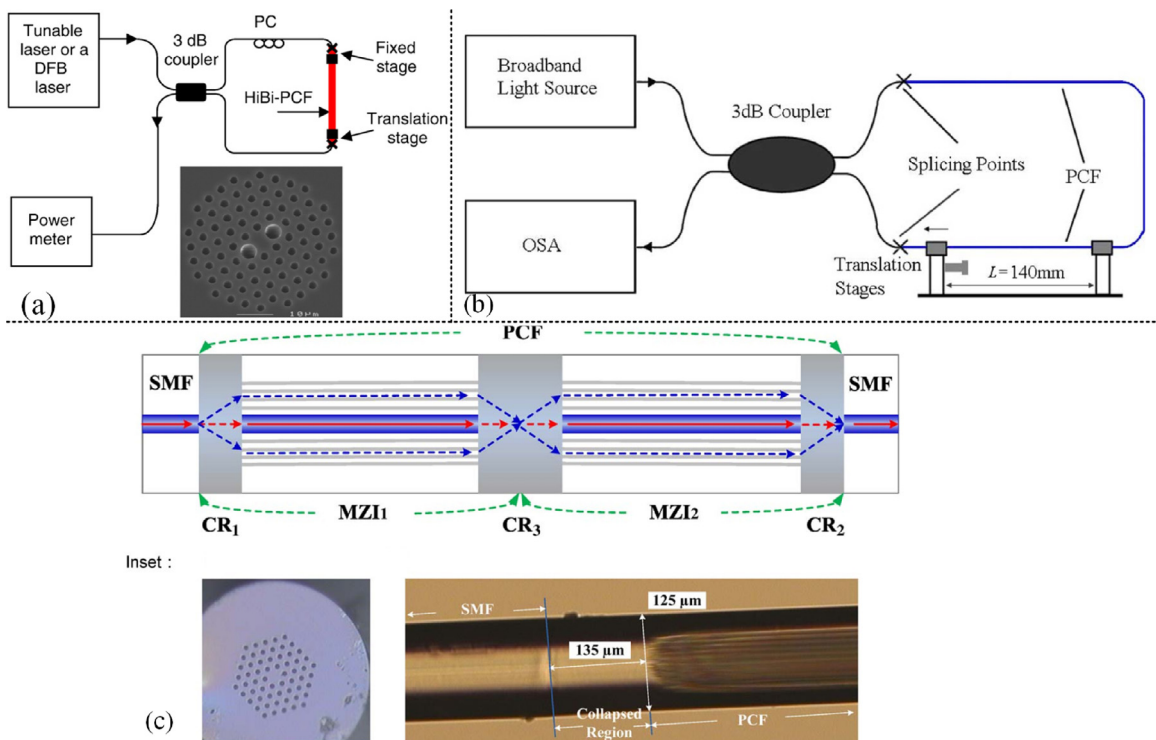 Tunable
laser or a
DFB
laser
3 dB
coupler
PC
Fixed
stage
HiBi-PCF
Translation
stage
Power
meter
10μm
(a)
Broadband
Light Source
3dB Coupler
Splicing Points
PCF
OSA
Translation
Stages
L=140mm
(b)
PCF
SMF
SMF
MZI1
MZI2
CR1
CR3
CR2
Inset :
SMF
125 μm
135 μm
Collapsed
Region
PCF
(c)